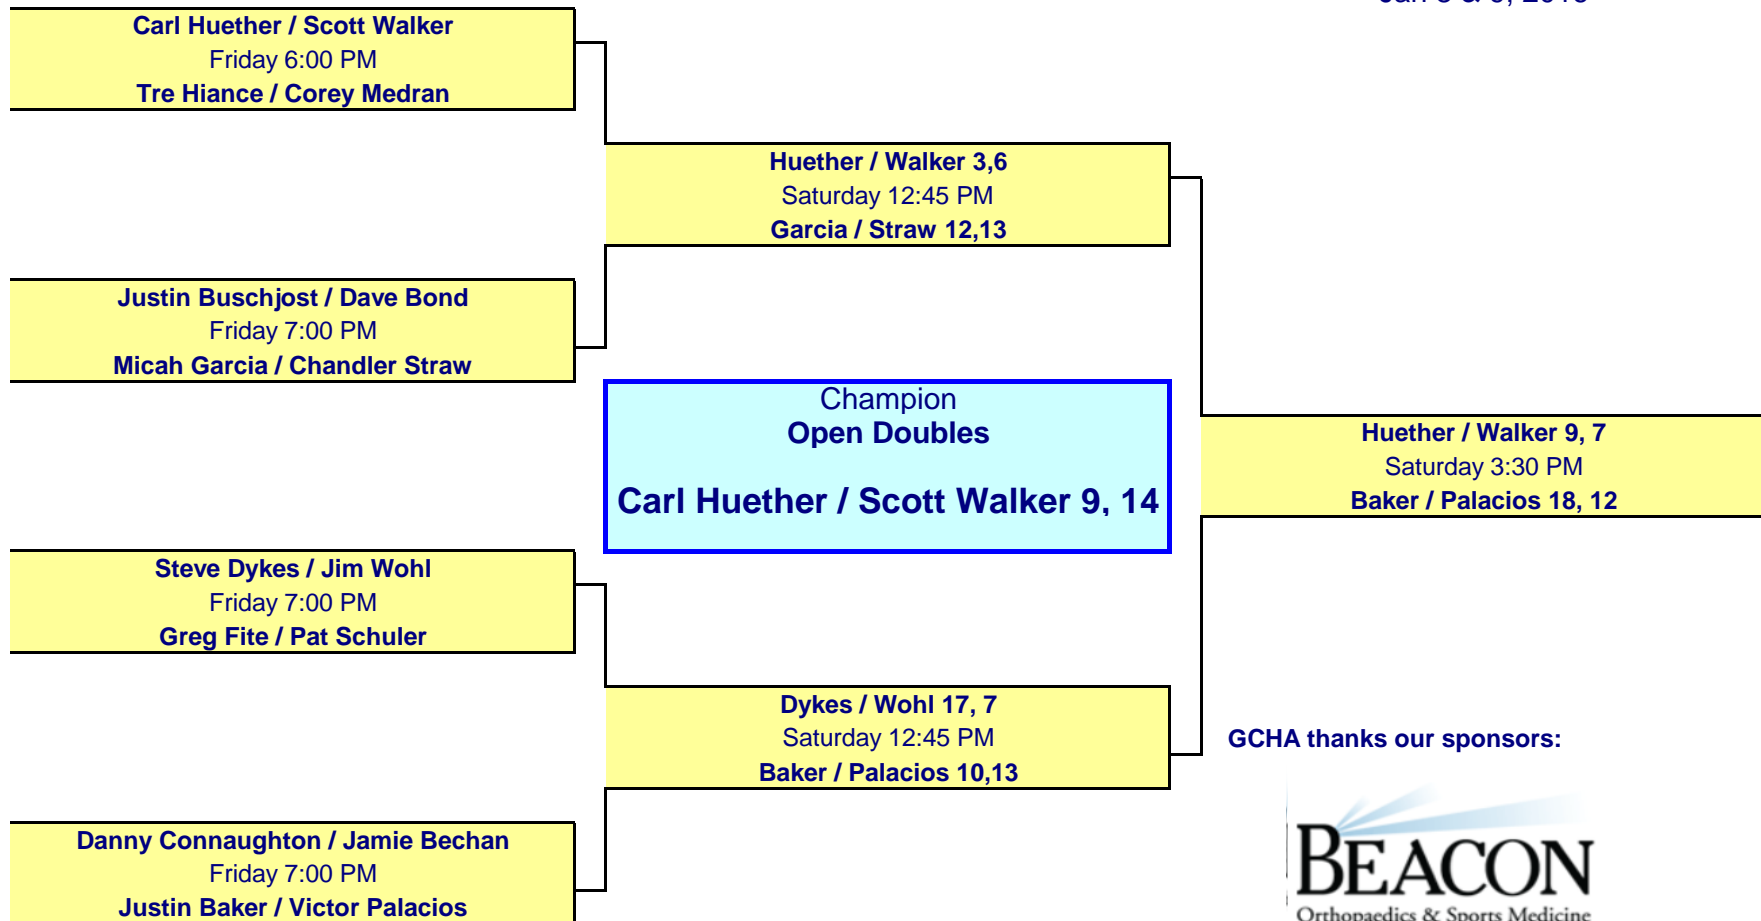 Carl Huether / Scott Walker
Friday 6:00 PM
Tre Hiance / Corey Medran
Huether / Walker 3,6
Saturday 12:45 PM
Garcia / Straw 12,13
Justin Buschjost / Dave Bond
Friday 7:00 PM
Micah Garcia / Chandler Straw
Champion
Open Doubles
Carl Huether / Scott Walker 9, 14
Huether / Walker 9, 7
Saturday 3:30 PM
Baker / Palacios 18, 12
Steve Dykes / Jim Wohl
Friday 7:00 PM
Greg Fite / Pat Schuler
Dykes / Wohl 17, 7
Saturday 12:45 PM
Baker / Palacios 10,13
GCHA thanks our sponsors:
Danny Connaughton / Jamie Bechan
Friday 7:00 PM
Justin Baker / Victor Palacios
BEACON
Orthopaedics & Sports Medicine